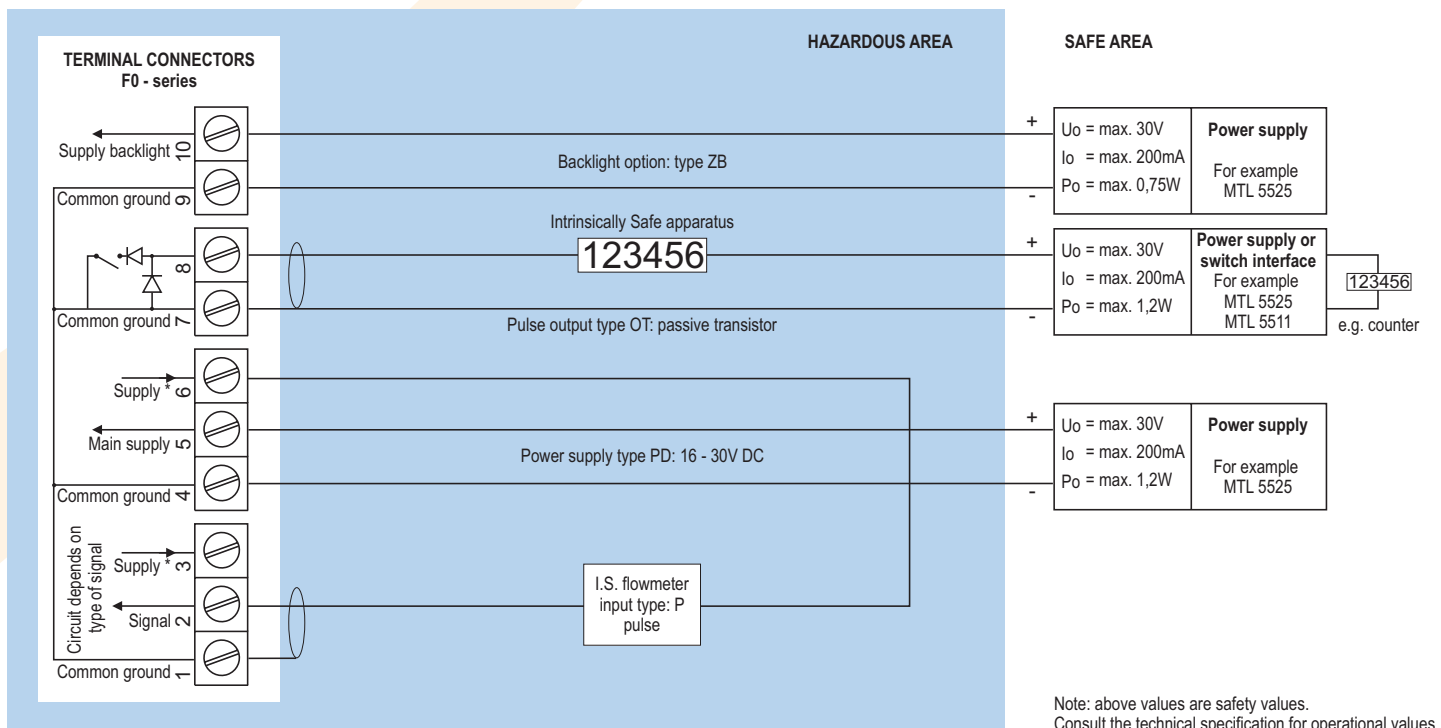 HAZARDOUS AREA
SAFE AREA
TERMINAL CONNECTORS
F0 - series
Supply backlight 10
Common ground 9
8
Common ground 7
Supply * 6
Main supply 5
Common ground 4
Supply * 3
Signal 2
Common ground 1
Circuit depends on
type of signal
Backlight option: type ZB
Intrinsically Safe apparatus
123456
Pulse output type OT: passive transistor
Power supply type PD: 16 - 30V DC
I.S. flowmeter
input type: P
pulse
+
-
Uo = max. 30V
Io = max. 200mA
Po = max. 0,75W
Power supply
For example
MTL 5525
+
-
Uo = max. 30V
Io = max. 200mA
Po = max. 1,2W
Power supply or
switch interface
For example
MTL 5525
MTL 5511
123456
e.g. counter
+
-
Uo = max. 30V
Io = max. 200mA
Po = max. 1,2W
Power supply
For example
MTL 5525
Note: above values are safety values.
Consult the technical specification for operational values